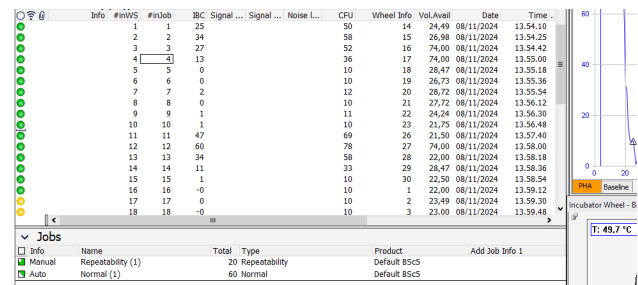 Info #inWS #inJob IBC Signal ... Signal ... Noise l... CFU Wheel Info Vol.Avail Date Time .
1 1 25 50 14 24,49 08/11/2024 13.54.10
2 2 34 58 15 26,98 08/11/2024 13.54.25
3 3 27 52 16 74,00 08/11/2024 13.54.42
4 4 13 36 17 74,00 08/11/2024 13.55.00
5 5 0 10 18 28,47 08/11/2024 13.55.18
6 6 0 10 19 26,73 08/11/2024 13.55.36
7 7 2 12 20 28,72 08/11/2024 13.55.54
8 8 0 10 21 27,72 08/11/2024 13.56.12
9 9 1 11 22 24,24 08/11/2024 13.56.30
10 10 1 10 23 21,75 08/11/2024 13.56.48
11 11 47 69 26 21,50 08/11/2024 13.57.40
12 12 60 78 27 74,00 08/11/2024 13.58.00
13 13 34 58 28 22,00 08/11/2024 13.58.18
14 14 11 33 29 28,47 08/11/2024 13.58.36
15 15 1 10 30 22,50 08/11/2024 13.58.54
16 16 -0 10 1 22,00 08/11/2024 13.59.12
17 17 0 10 2 23,49 08/11/2024 13.59.30
18 18 -0 10 3 23,00 08/11/2024 13.59.48
Jobs
Info Name Total Type Product Add Job Info 1
Manual Repeatability (1) 20 Repeatability Default BSc5
Auto Normal (1) 60 Normal Default BSc5
60
40
20
0
0 20
PHA Baseline
Incubator Wheel - Ba
T: 49,7 °C